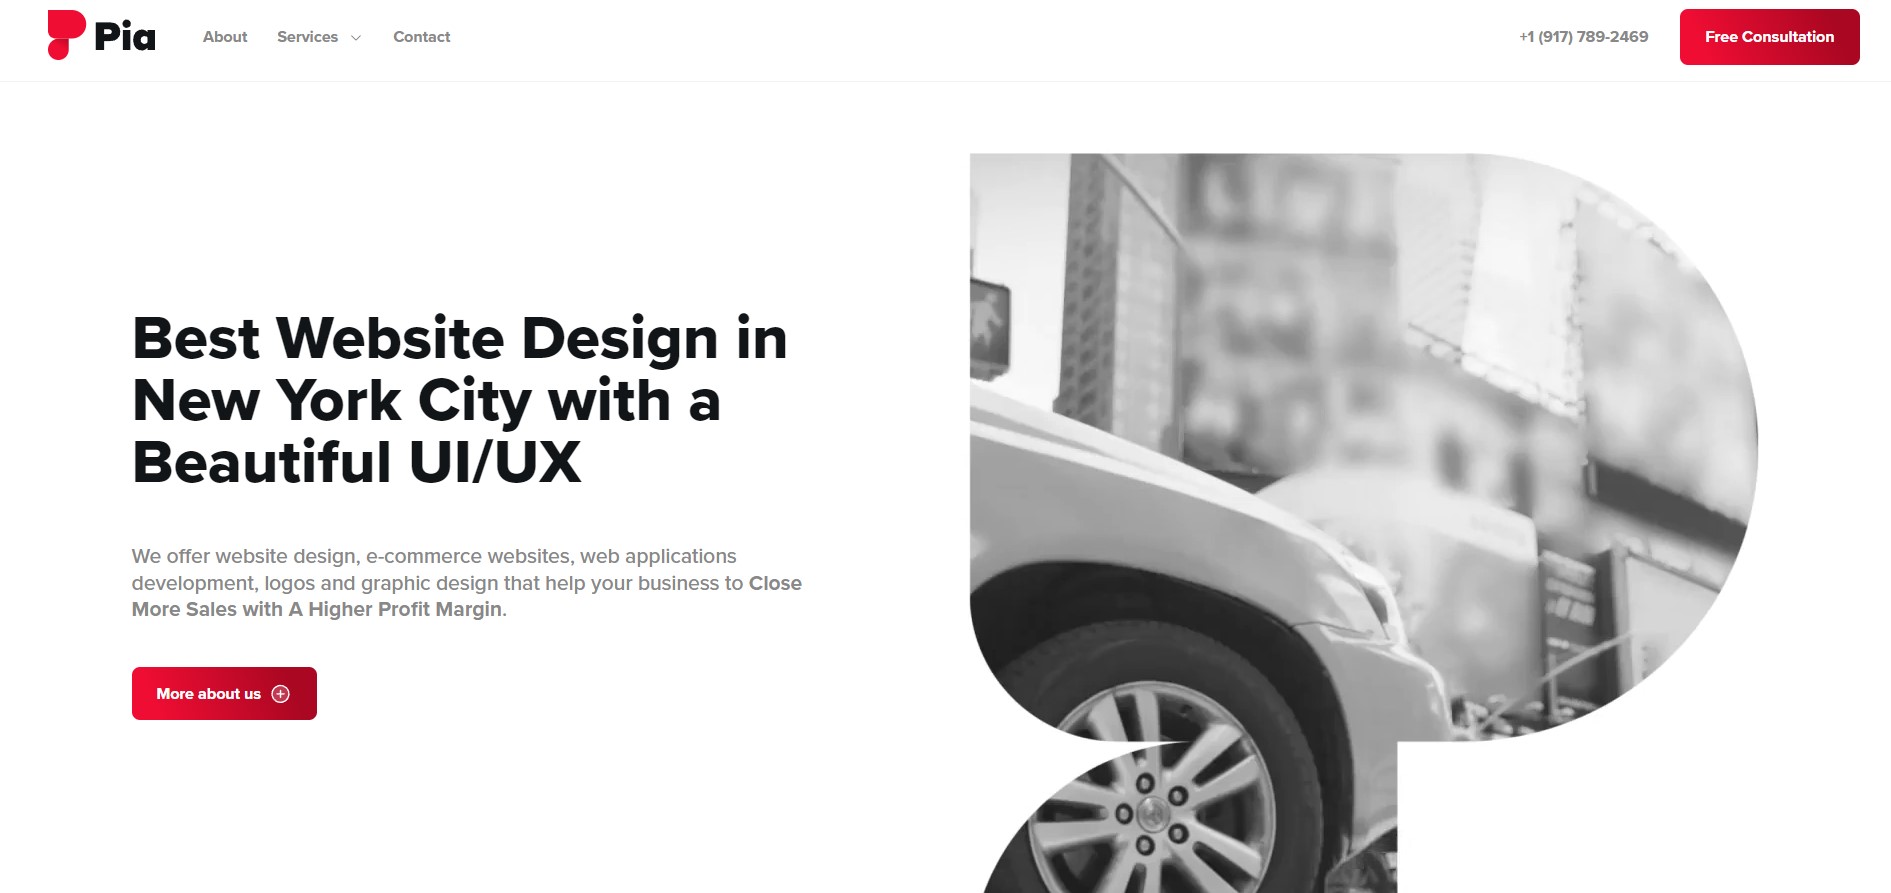 Pia
About
Services
Contact
+1 (917) 789-2469
Free Consultation
Best Website Design in
New York City with a
Beautiful UI/UX
We offer website design, e-commerce websites, web applications
development, logos and graphic design that help your business to Close
More Sales with A Higher Profit Margin.
More about us